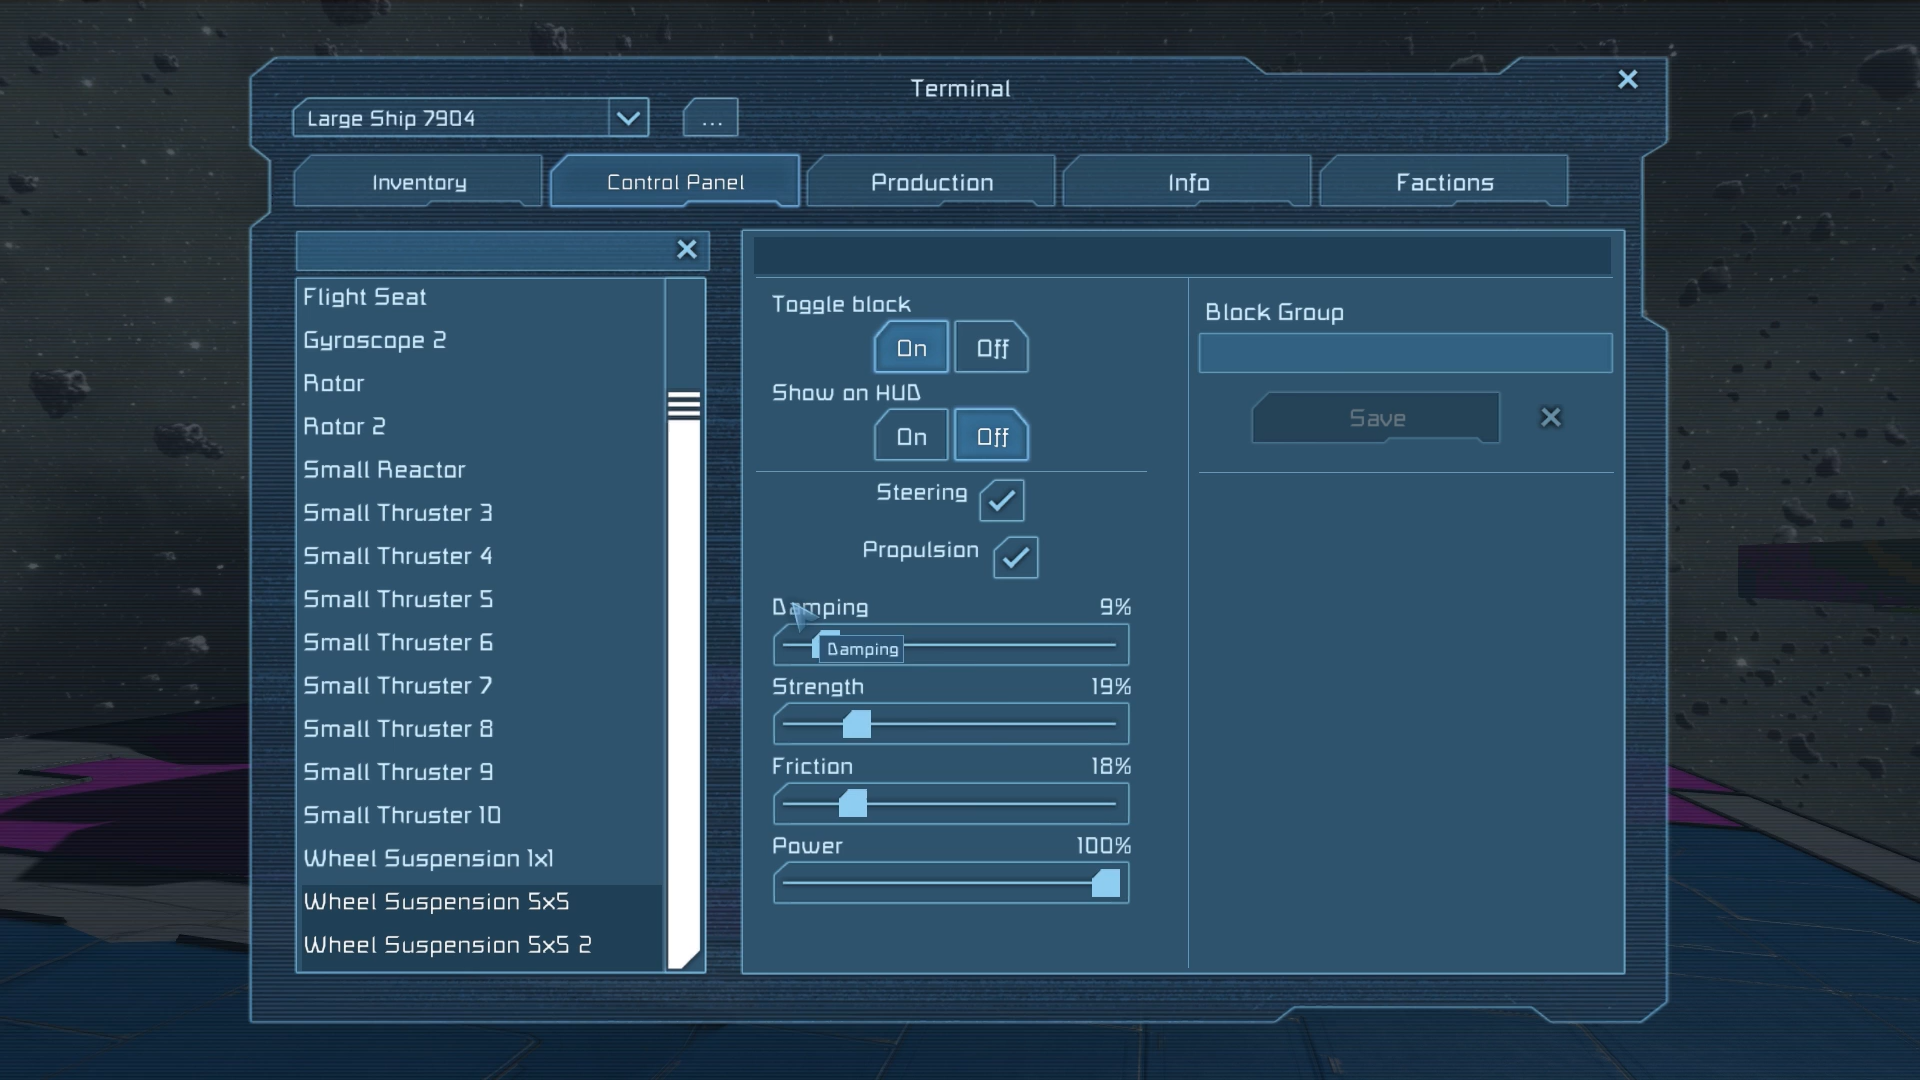 Terminal
Large Ship 7904
...
Inventory
Control Panel
Production
Info
Factions
Flight Seat
Gyroscope 2
Rotor
Rotor 2
Small Reactor
Small Thruster 3
Small Thruster 4
Small Thruster 5
Small Thruster 6
Small Thruster 7
Small Thruster 8
Small Thruster 9
Small Thruster 10
Wheel Suspension 1x1
Wheel Suspension 5x5
Wheel Suspension 5x5 2
Toggle block
On Off
Show on HUD
On Off
Steering
Propulsion
Damping 9%
Damping
Strength 19%
Friction 18%
Power 100%
Block Group
Save